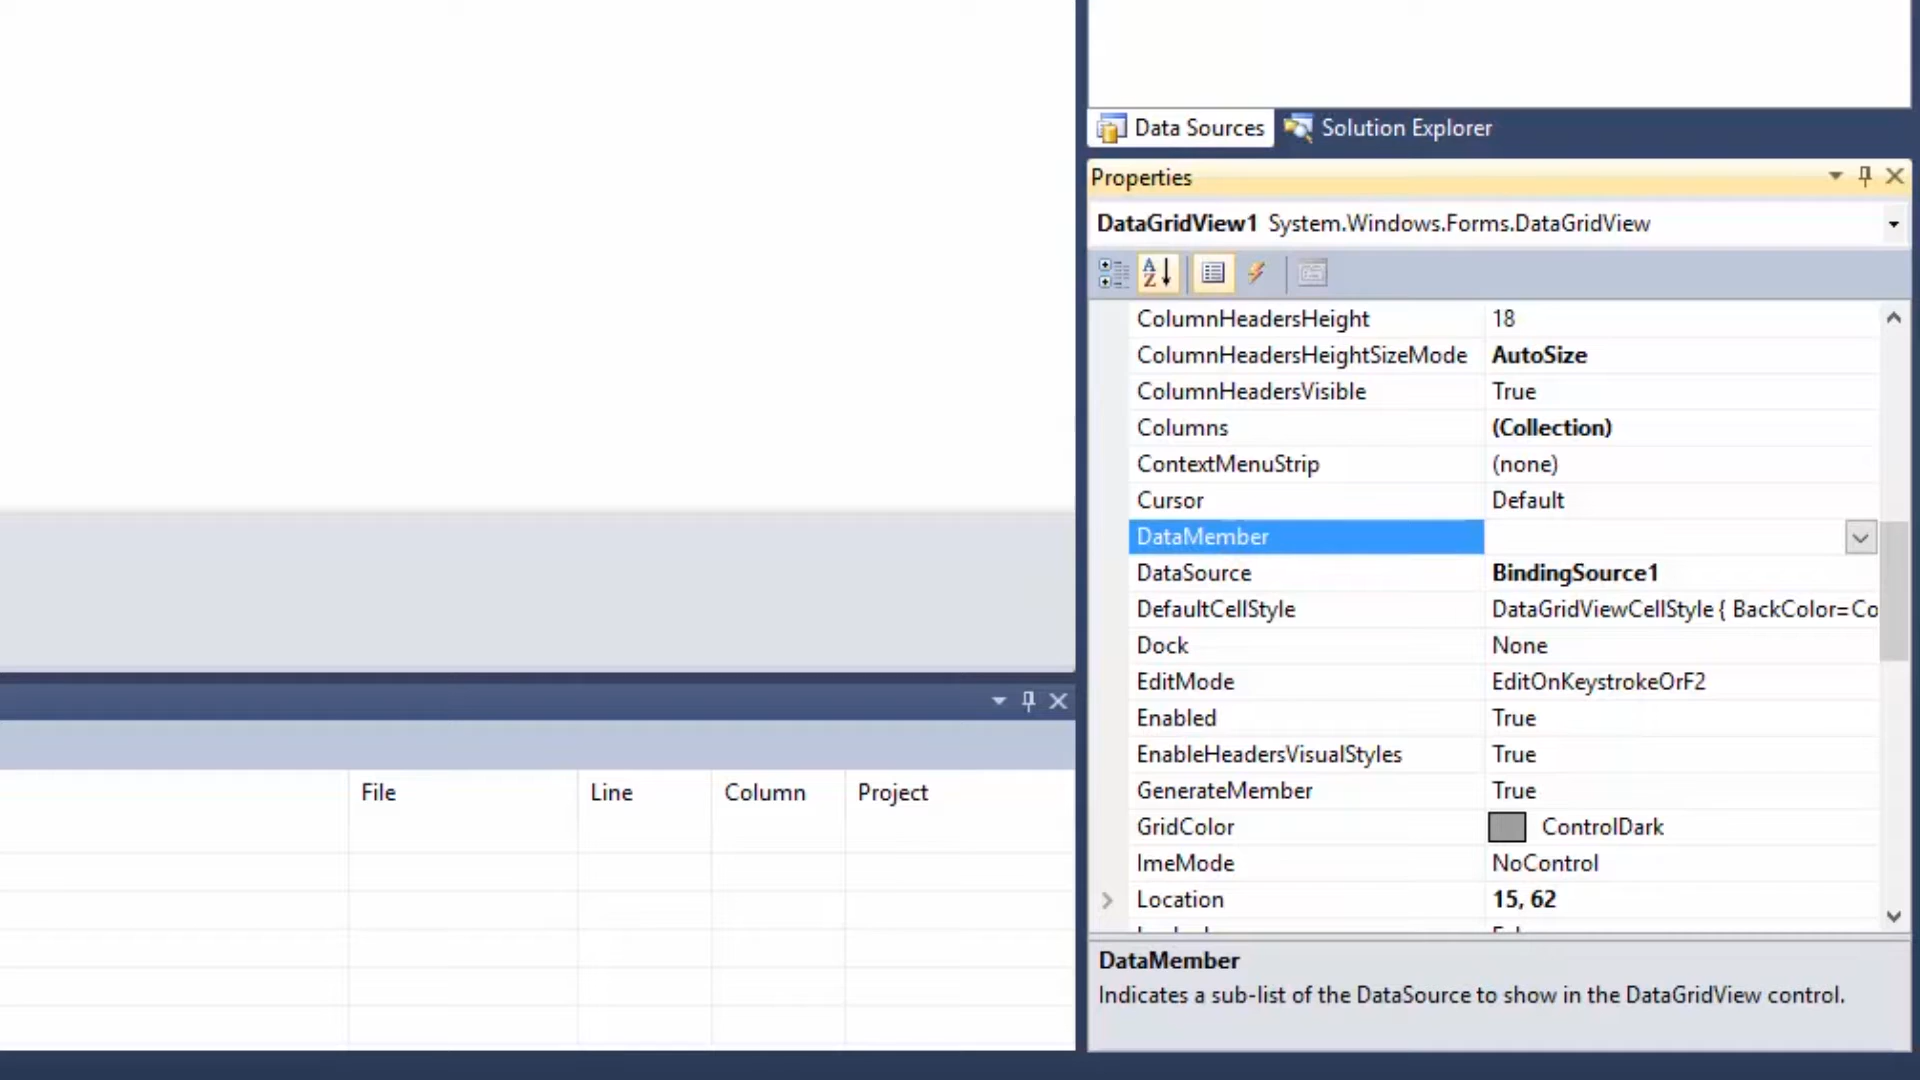 Data Sources Solution Explorer
Properties
DataGridView1 System.Windows.Forms.DataGridView
ColumnHeadersHeight 18
ColumnHeadersHeightSizeMode AutoSize
ColumnHeadersVisible True
Columns (Collection)
ContextMenuStrip (none)
Cursor Default
DataMember
DataSource BindingSource1
DefaultCellStyle DataGridViewCellStyle { BackColor=Co
Dock None
EditMode EditOnKeystrokeOrF2
Enabled True
EnableHeadersVisualStyles True
GenerateMember True
GridColor ControlDark
ImeMode NoControl
Location 15, 62
DataMember
Indicates a sub-list of the DataSource to show in the DataGridView control.
File Line Column Project